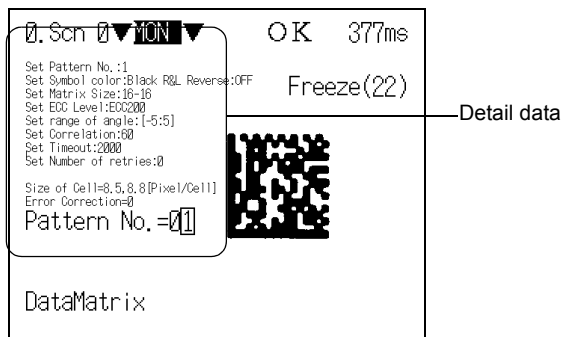 0.Scn 0▼MON ▼ OK 377ms
Freeze(22)
Set Pattern No.:1
Set Symbol color:Black R&L Reverse:OFF
Set Matrix Size:16-16
Set ECC Level:ECC200
Set range of angle:[-5:5]
Set Correlation:60
Set Timeout:2000
Set Number of retries:0
Size of Cell=8.5,8.8[Pixel/Cell]
Error Correction=0
Pattern No.=01
DataMatrix
Detail data